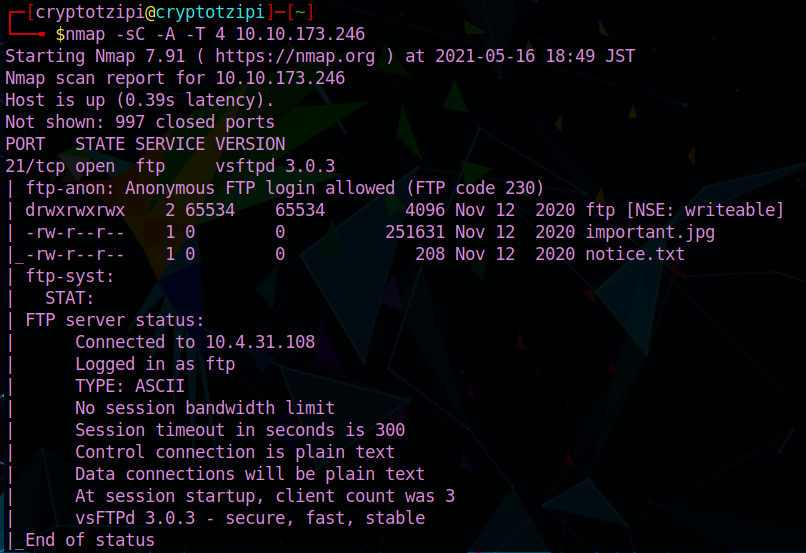 ┌─[cryptotzipi@cryptotzipi]─[~]
└──╼ $nmap -sC -A -T 4 10.10.173.246
Starting Nmap 7.91 ( https://nmap.org ) at 2021-05-16 18:49 JST
Nmap scan report for 10.10.173.246
Host is up (0.39s latency).
Not shown: 997 closed ports
PORT   STATE SERVICE VERSION
21/tcp open  ftp     vsftpd 3.0.3
| ftp-anon: Anonymous FTP login allowed (FTP code 230)
| drwxrwxrwx    2 65534    65534        4096 Nov 12  2020 ftp [NSE: writeable]
| -rw-r--r--    1 0        0          251631 Nov 12  2020 important.jpg
|_-rw-r--r--    1 0        0             208 Nov 12  2020 notice.txt
| ftp-syst:
|   STAT:
| FTP server status:
|      Connected to 10.4.31.108
|      Logged in as ftp
|      TYPE: ASCII
|      No session bandwidth limit
|      Session timeout in seconds is 300
|      Control connection is plain text
|      Data connections will be plain text
|      At session startup, client count was 3
|      vsFTPd 3.0.3 - secure, fast, stable
|_End of status